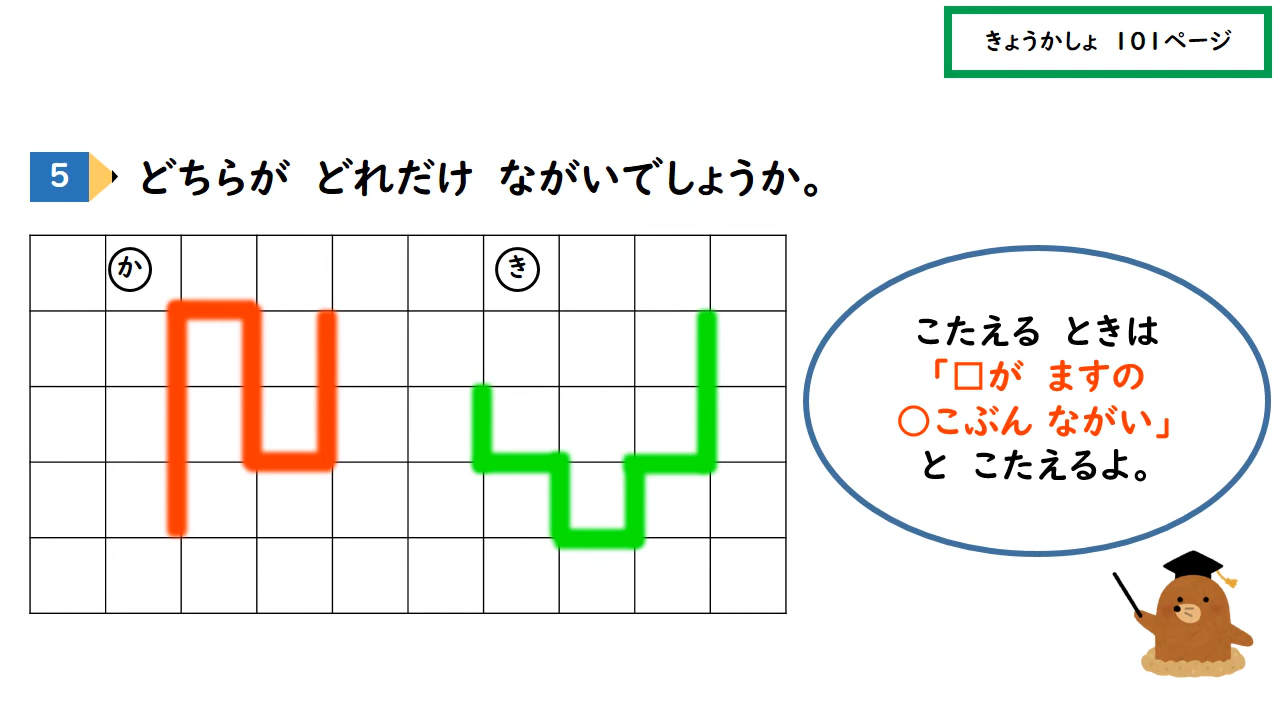 きょうかしょ 101ページ
5 どちらが どれだけ ながいでしょうか。
か
き
こたえる ときは
「□が ますの
○こぶん ながい」
と こたえるよ。